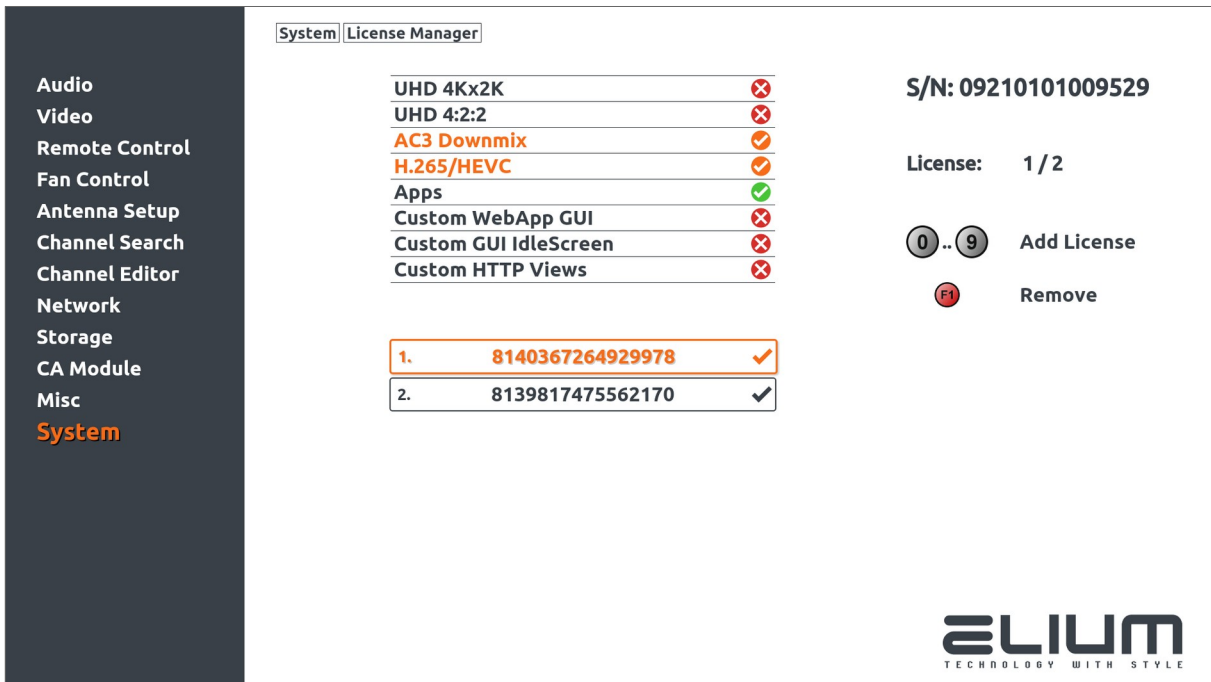 System License Manager
Audio
Video
Remote Control
Fan Control
Antenna Setup
Channel Search
Channel Editor
Network
Storage
CA Module
Misc
System
UHD 4Kx2K
UHD 4:2:2
AC3 Downmix
H.265/HEVC
Apps
Custom WebApp GUI
Custom GUI IdleScreen
Custom HTTP Views
1. 8140367264929978
2. 8139817475562170
S/N: 09210101009529
License: 1 / 2
0 .. 9 Add License
F1 Remove
ELIUM
TECHNOLOGY WITH STYLE